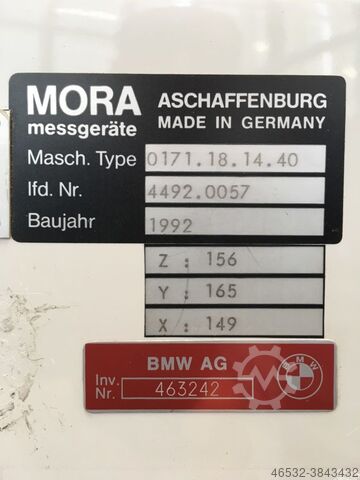 MORA ASCHAFFENBURG
messgeräte MADE IN GERMANY
Masch. Type 0171.18.14.40
lfd. Nr. 4492.0057
Baujahr 1992
Z : 156
Y : 165
X : 149
BMW AG BMW
Inv. Nr. 463242
46532-3843432